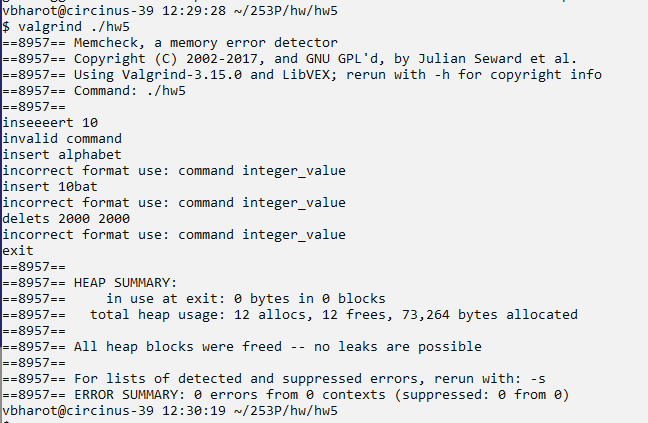 vbharot@circinus-39 12:29:28 ~/253P/hw/hw5
$ valgrind ./hw5
==8957== Memcheck, a memory error detector
==8957== Copyright (C) 2002-2017, and GNU GPL'd, by Julian Seward et al.
==8957== Using Valgrind-3.15.0 and LibVEX; rerun with -h for copyright info
==8957== Command: ./hw5
==8957==
inseeeert 10
invalid command
insert alphabet
incorrect format use: command integer_value
insert 10bat
incorrect format use: command integer_value
delets 2000 2000
incorrect format use: command integer_value
exit
==8957==
==8957== HEAP SUMMARY:
==8957==     in use at exit: 0 bytes in 0 blocks
==8957==   total heap usage: 12 allocs, 12 frees, 73,264 bytes allocated
==8957==
==8957== All heap blocks were freed -- no leaks are possible
==8957==
==8957== For lists of detected and suppressed errors, rerun with: -s
==8957== ERROR SUMMARY: 0 errors from 0 contexts (suppressed: 0 from 0)
vbharot@circinus-39 12:30:19 ~/253P/hw/hw5